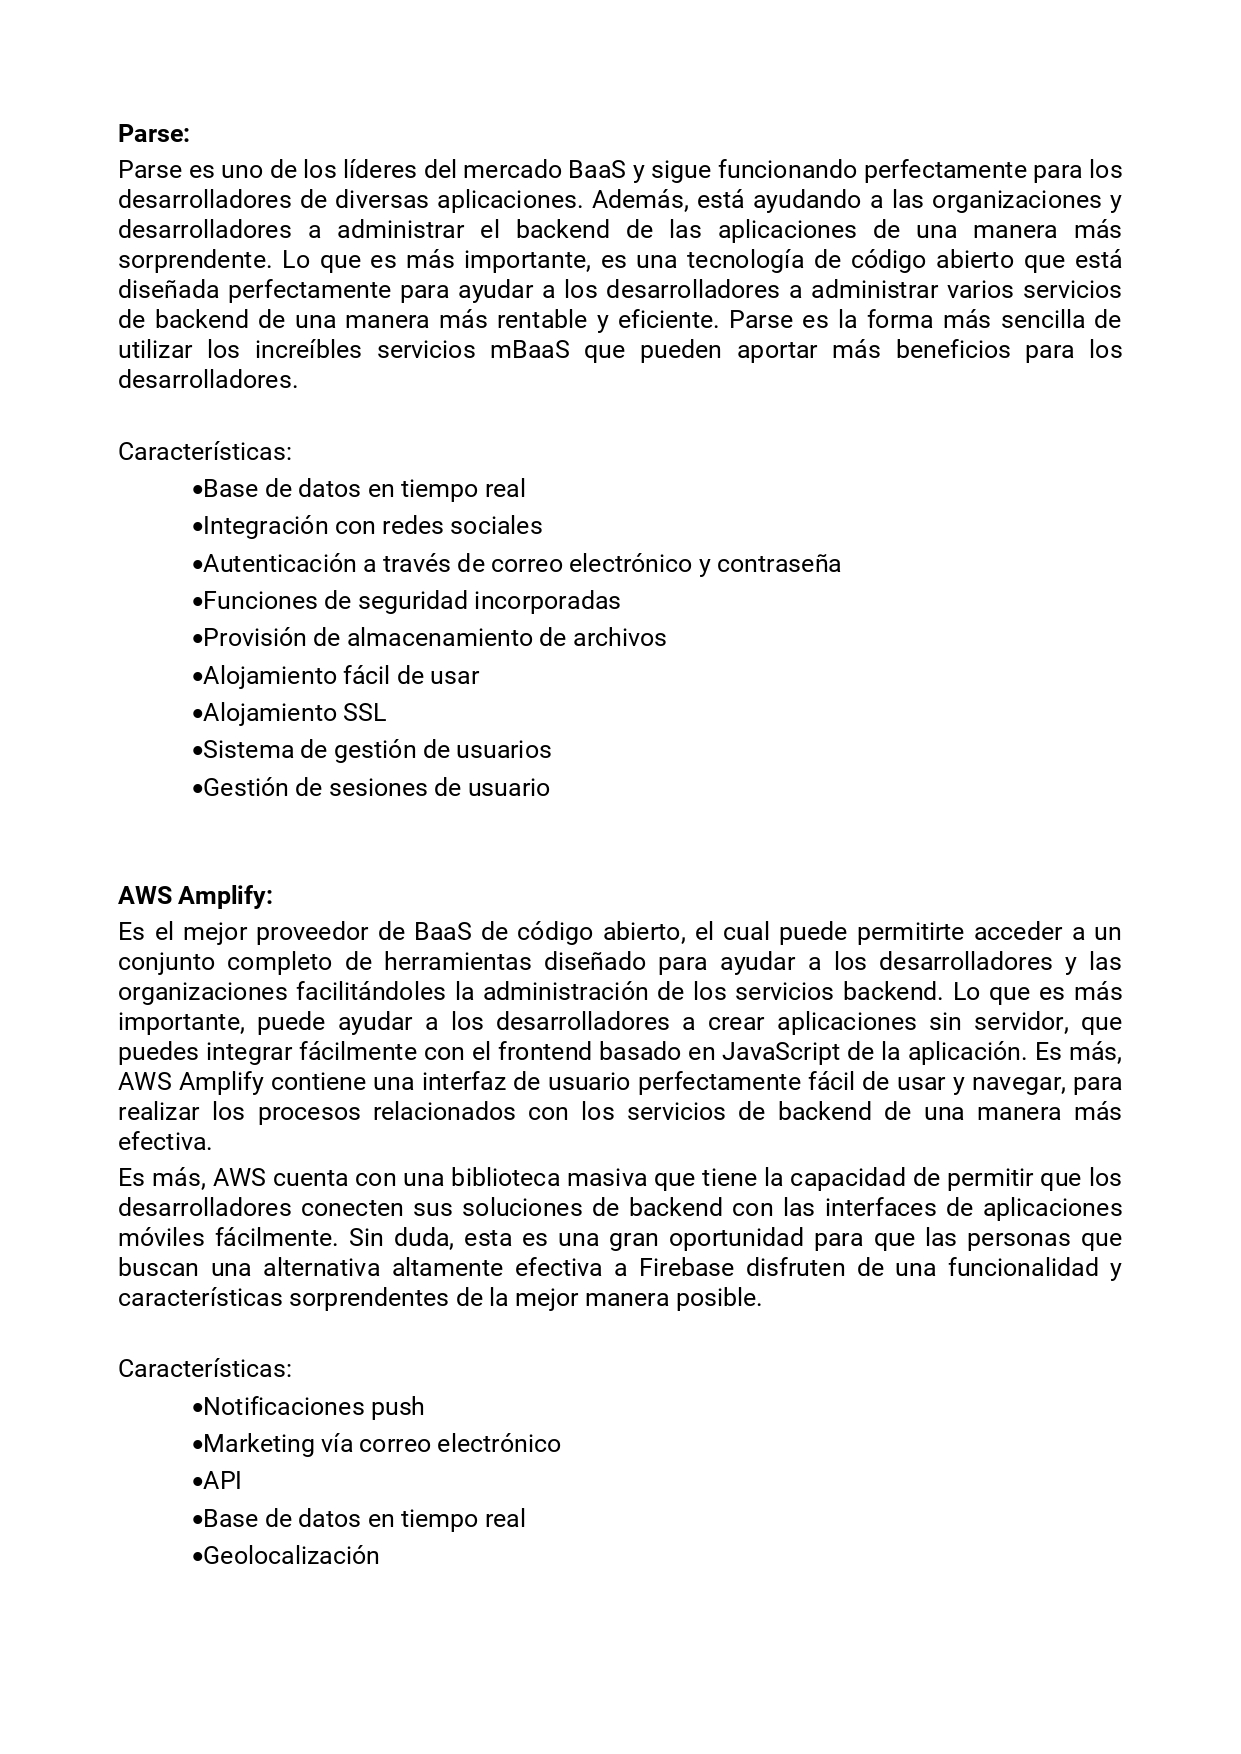 Parse:
Parse es uno de los líderes del mercado BaaS y sigue funcionando perfectamente para los
desarrolladores de diversas aplicaciones. Además, está ayudando a las organizaciones y
desarrolladores a administrar el backend de las aplicaciones de una manera más
sorprendente. Lo que es más importante, es una tecnología de código abierto que está
diseñada perfectamente para ayudar a los desarrolladores a administrar varios servicios
de backend de una manera más rentable y eficiente. Parse es la forma más sencilla de
utilizar los increíbles servicios mBaaS que pueden aportar más beneficios para los
desarrolladores.
Características:
•Base de datos en tiempo real
•Integración con redes sociales
•Autenticación a través de correo electrónico y contraseña
•Funciones de seguridad incorporadas
•Provisión de almacenamiento de archivos
•Alojamiento fácil de usar
•Alojamiento SSL
•Sistema de gestión de usuarios
•Gestión de sesiones de usuario
AWS Amplify:
Es el mejor proveedor de BaaS de código abierto, el cual puede permitirte acceder a un
conjunto completo de herramientas diseñado para ayudar a los desarrolladores y las
organizaciones facilitándoles la administración de los servicios backend. Lo que es más
importante, puede ayudar a los desarrolladores a crear aplicaciones sin servidor, que
puedes integrar fácilmente con el frontend basado en JavaScript de la aplicación. Es más,
AWS Amplify contiene una interfaz de usuario perfectamente fácil de usar y navegar, para
realizar los procesos relacionados con los servicios de backend de una manera más
efectiva.
Es más, AWS cuenta con una biblioteca masiva que tiene la capacidad de permitir que los
desarrolladores conecten sus soluciones de backend con las interfaces de aplicaciones
móviles fácilmente. Sin duda, esta es una gran oportunidad para que las personas que
buscan una alternativa altamente efectiva a Firebase disfruten de una funcionalidad y
características sorprendentes de la mejor manera posible.
Características:
•Notificaciones push
•Marketing vía correo electrónico
•API
•Base de datos en tiempo real
•Geolocalización